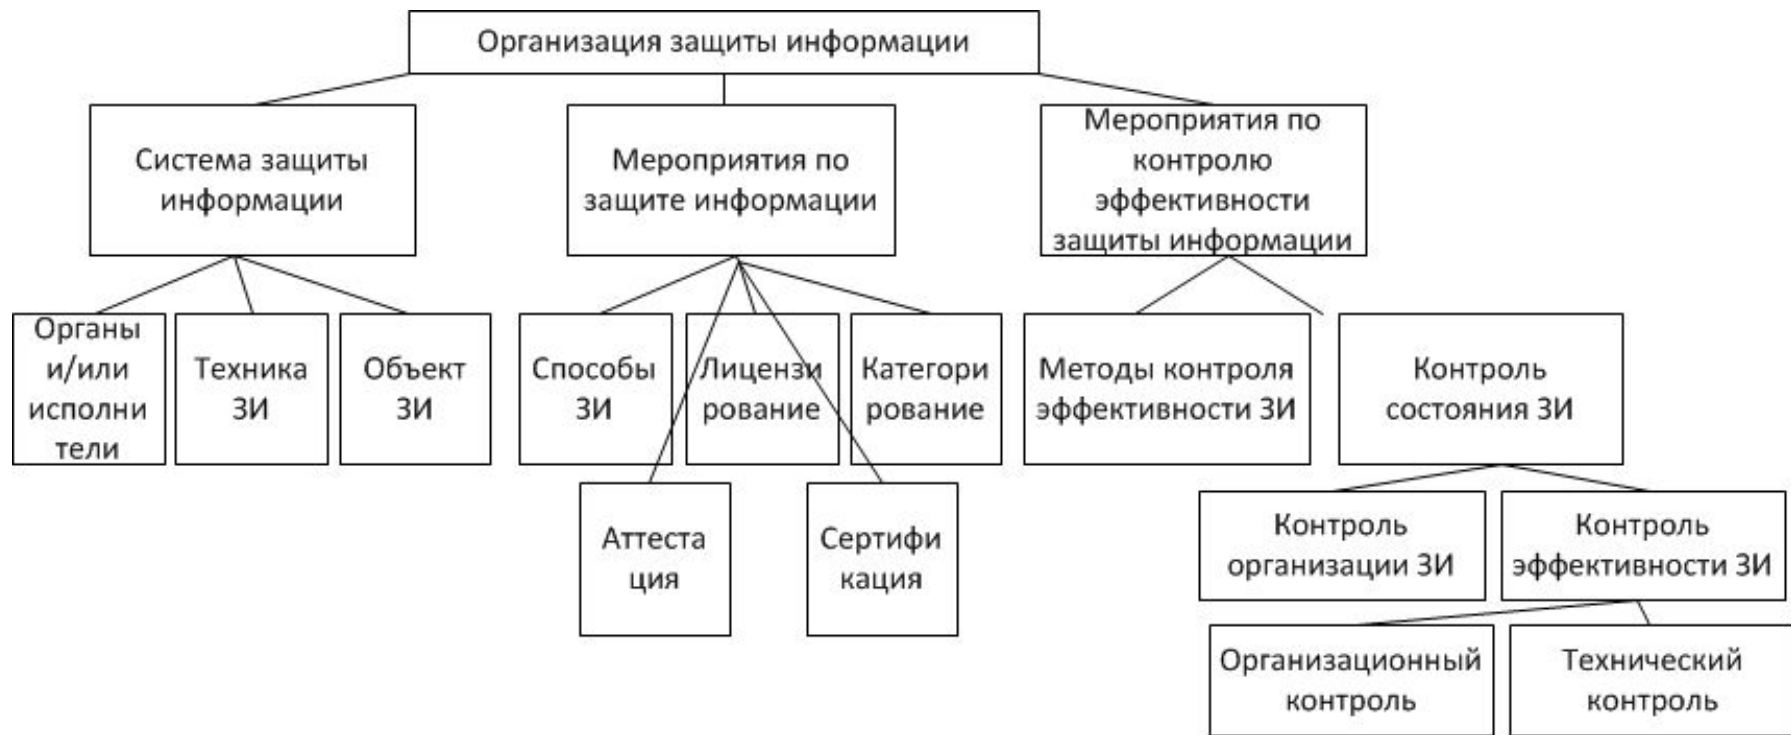 Организация защиты информации
Система защиты
информации
Мероприятия по
защите информации
Мероприятия по
контролю
эффективности
защиты информации
Органы
и/или
исполни
тели
Техника
ЗИ
Объект
ЗИ
Способы
ЗИ
Лицензи
рование
Категори
рование
Методы контроля
эффективности ЗИ
Контроль
состояния ЗИ
Аттеста
ция
Сертифи
кация
Контроль
организации ЗИ
Контроль
эффективности ЗИ
Организационный
контроль
Технический
контроль